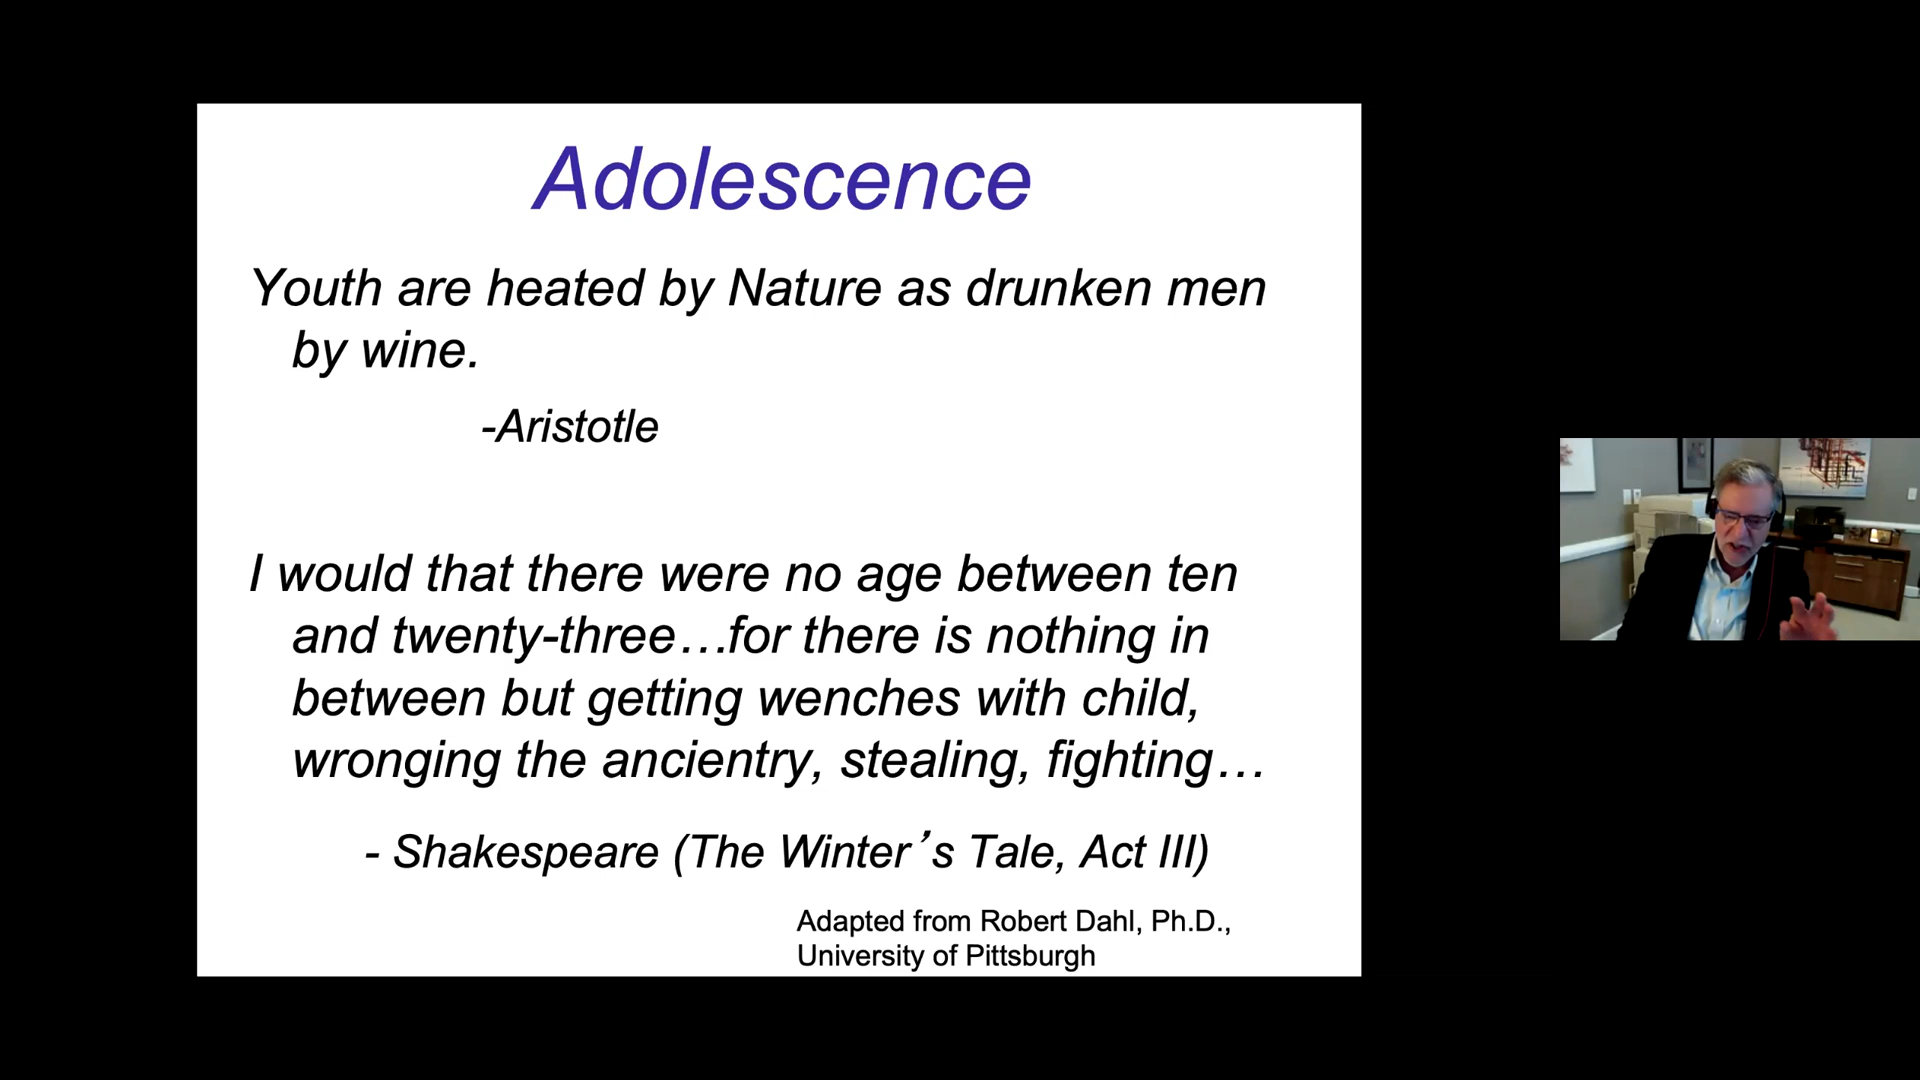 Adolescence
Youth are heated by Nature as drunken men
by wine.
-Aristotle
I would that there were no age between ten
and twenty-three…for there is nothing in
between but getting wenches with child,
wronging the ancientry, stealing, fighting…
- Shakespeare (The Winter’s Tale, Act III)
Adapted from Robert Dahl, Ph.D.,
University of Pittsburgh